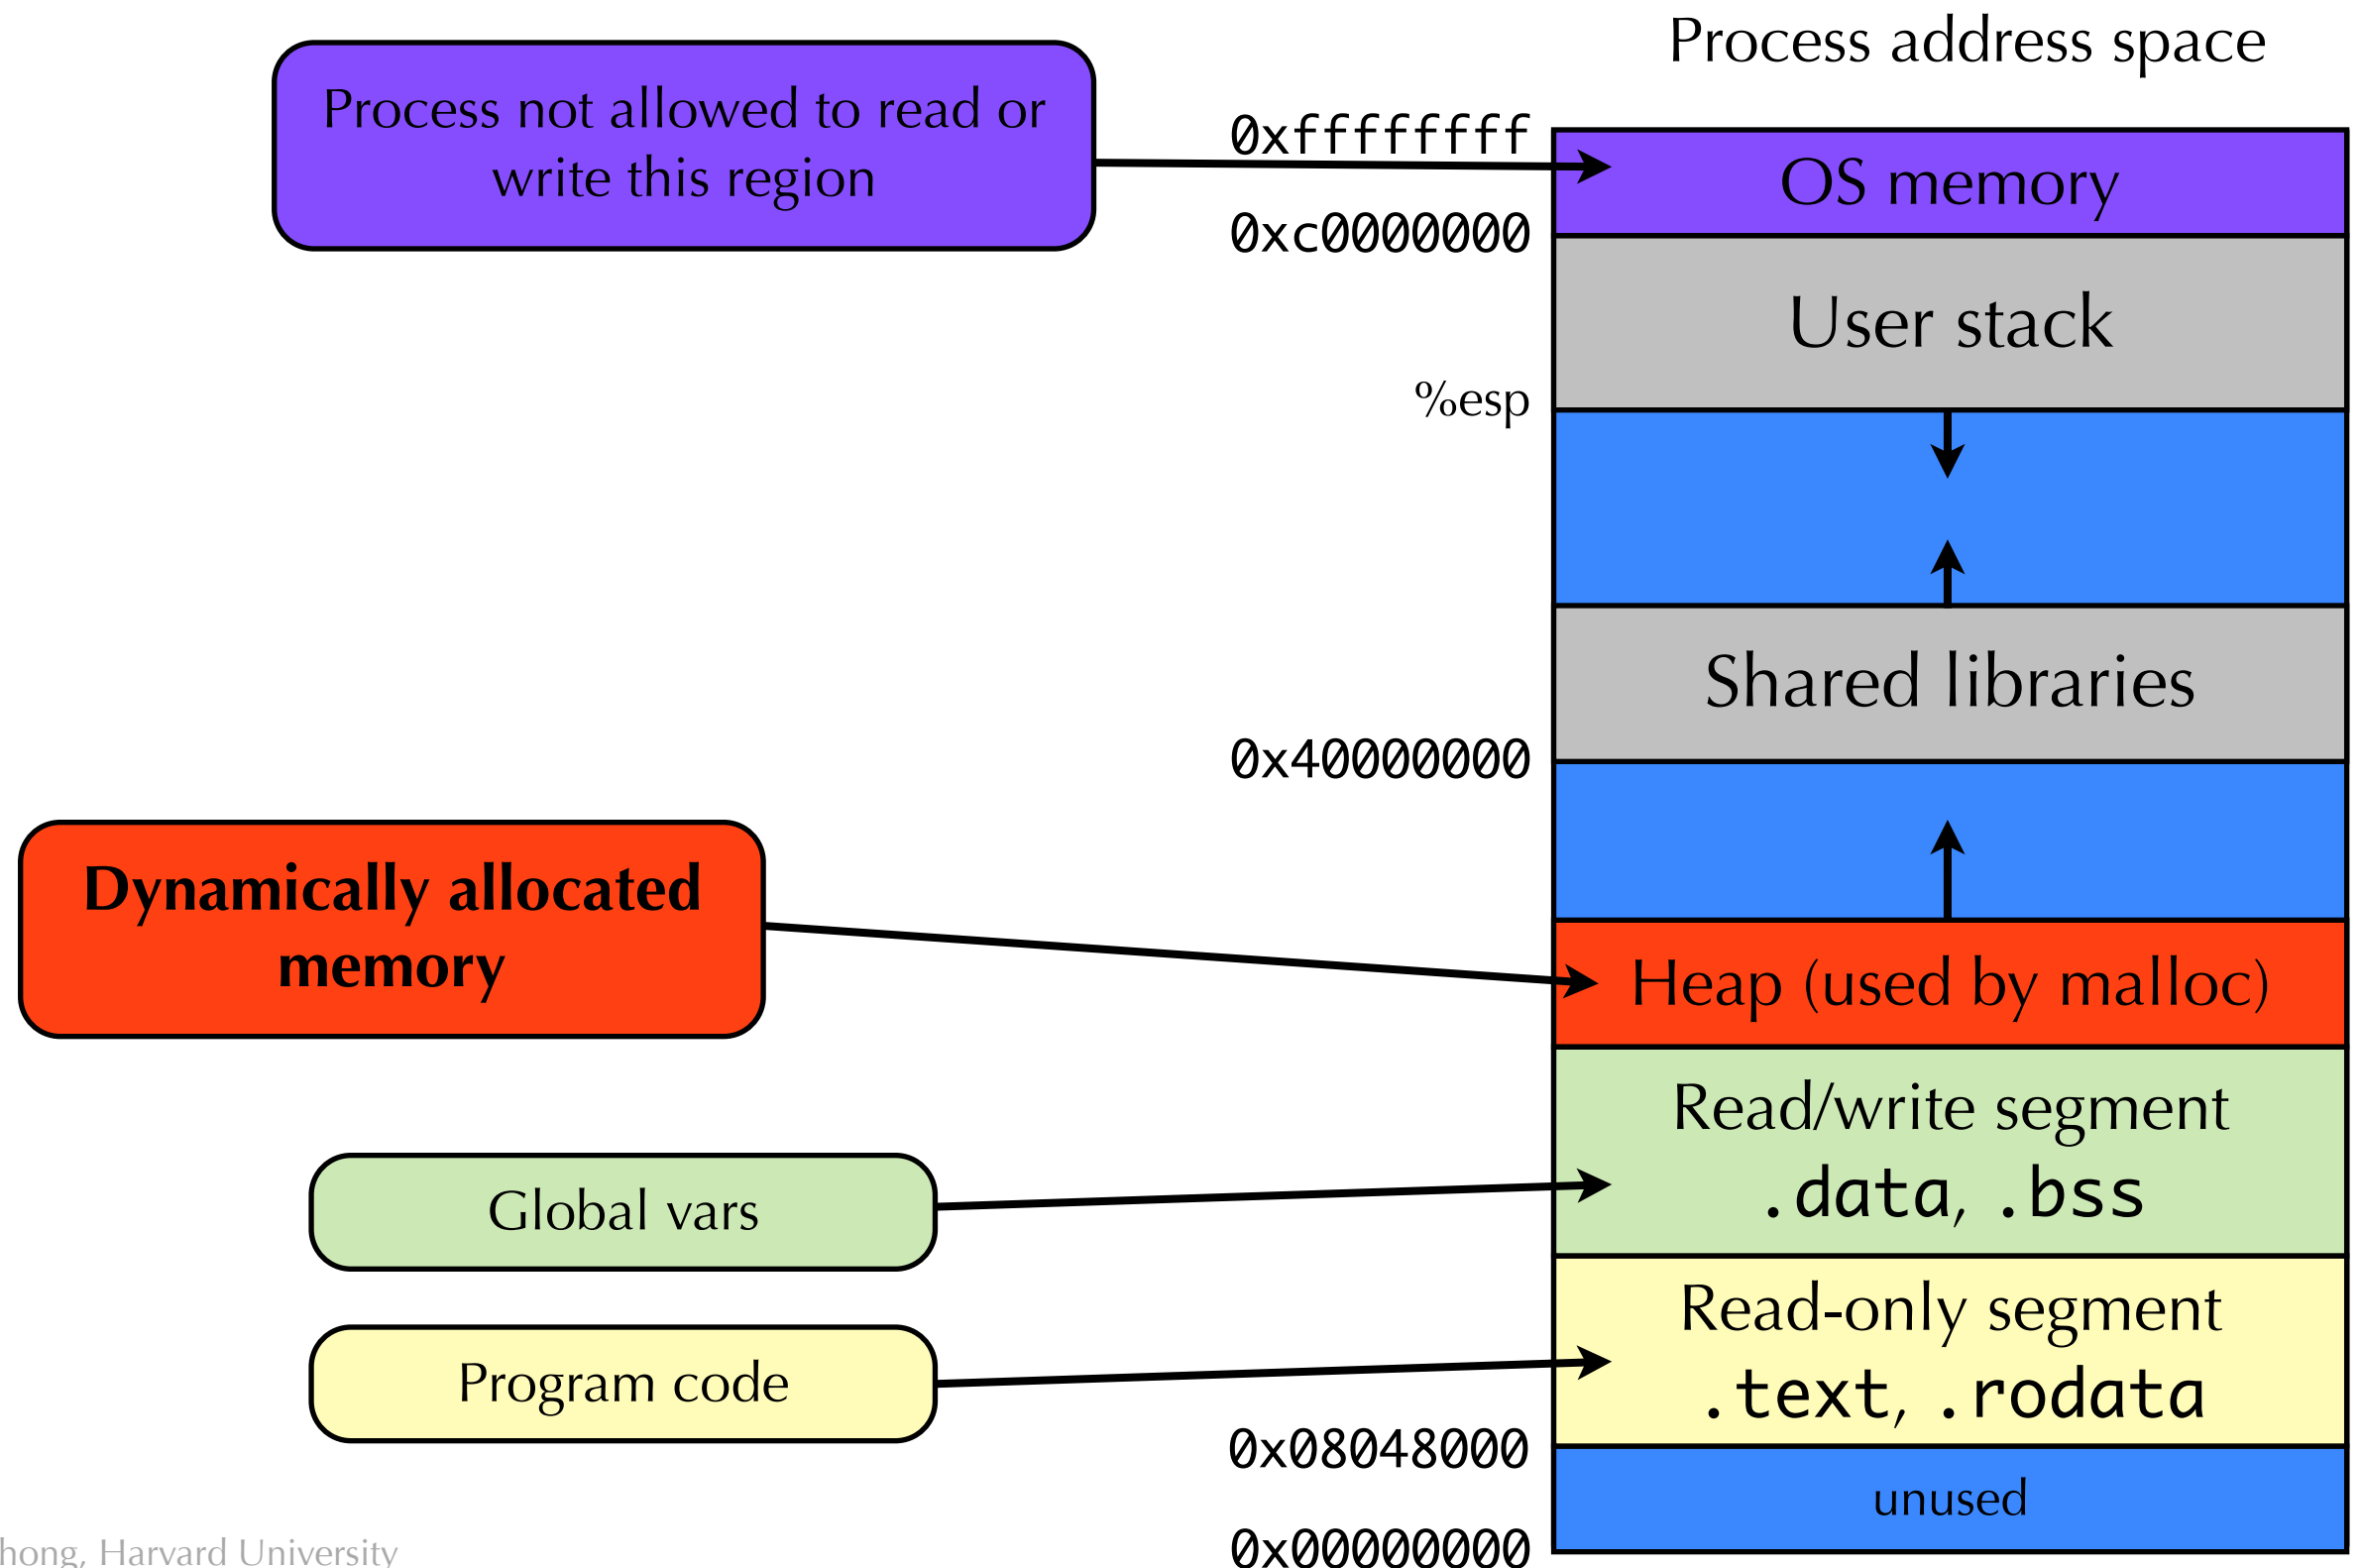 Process address space
Process not allowed to read or
write this region
0xffffffff
OS memory
0xc0000000
User stack
%esp
Shared libraries
0x40000000
Dynamically allocated
memory
Heap (used by malloc)
Read/write segment
.data, .bss
Global vars
Read-only segment
.text, .rodata
Program code
0x08048000
unused
0x00000000
hong, Harvard University